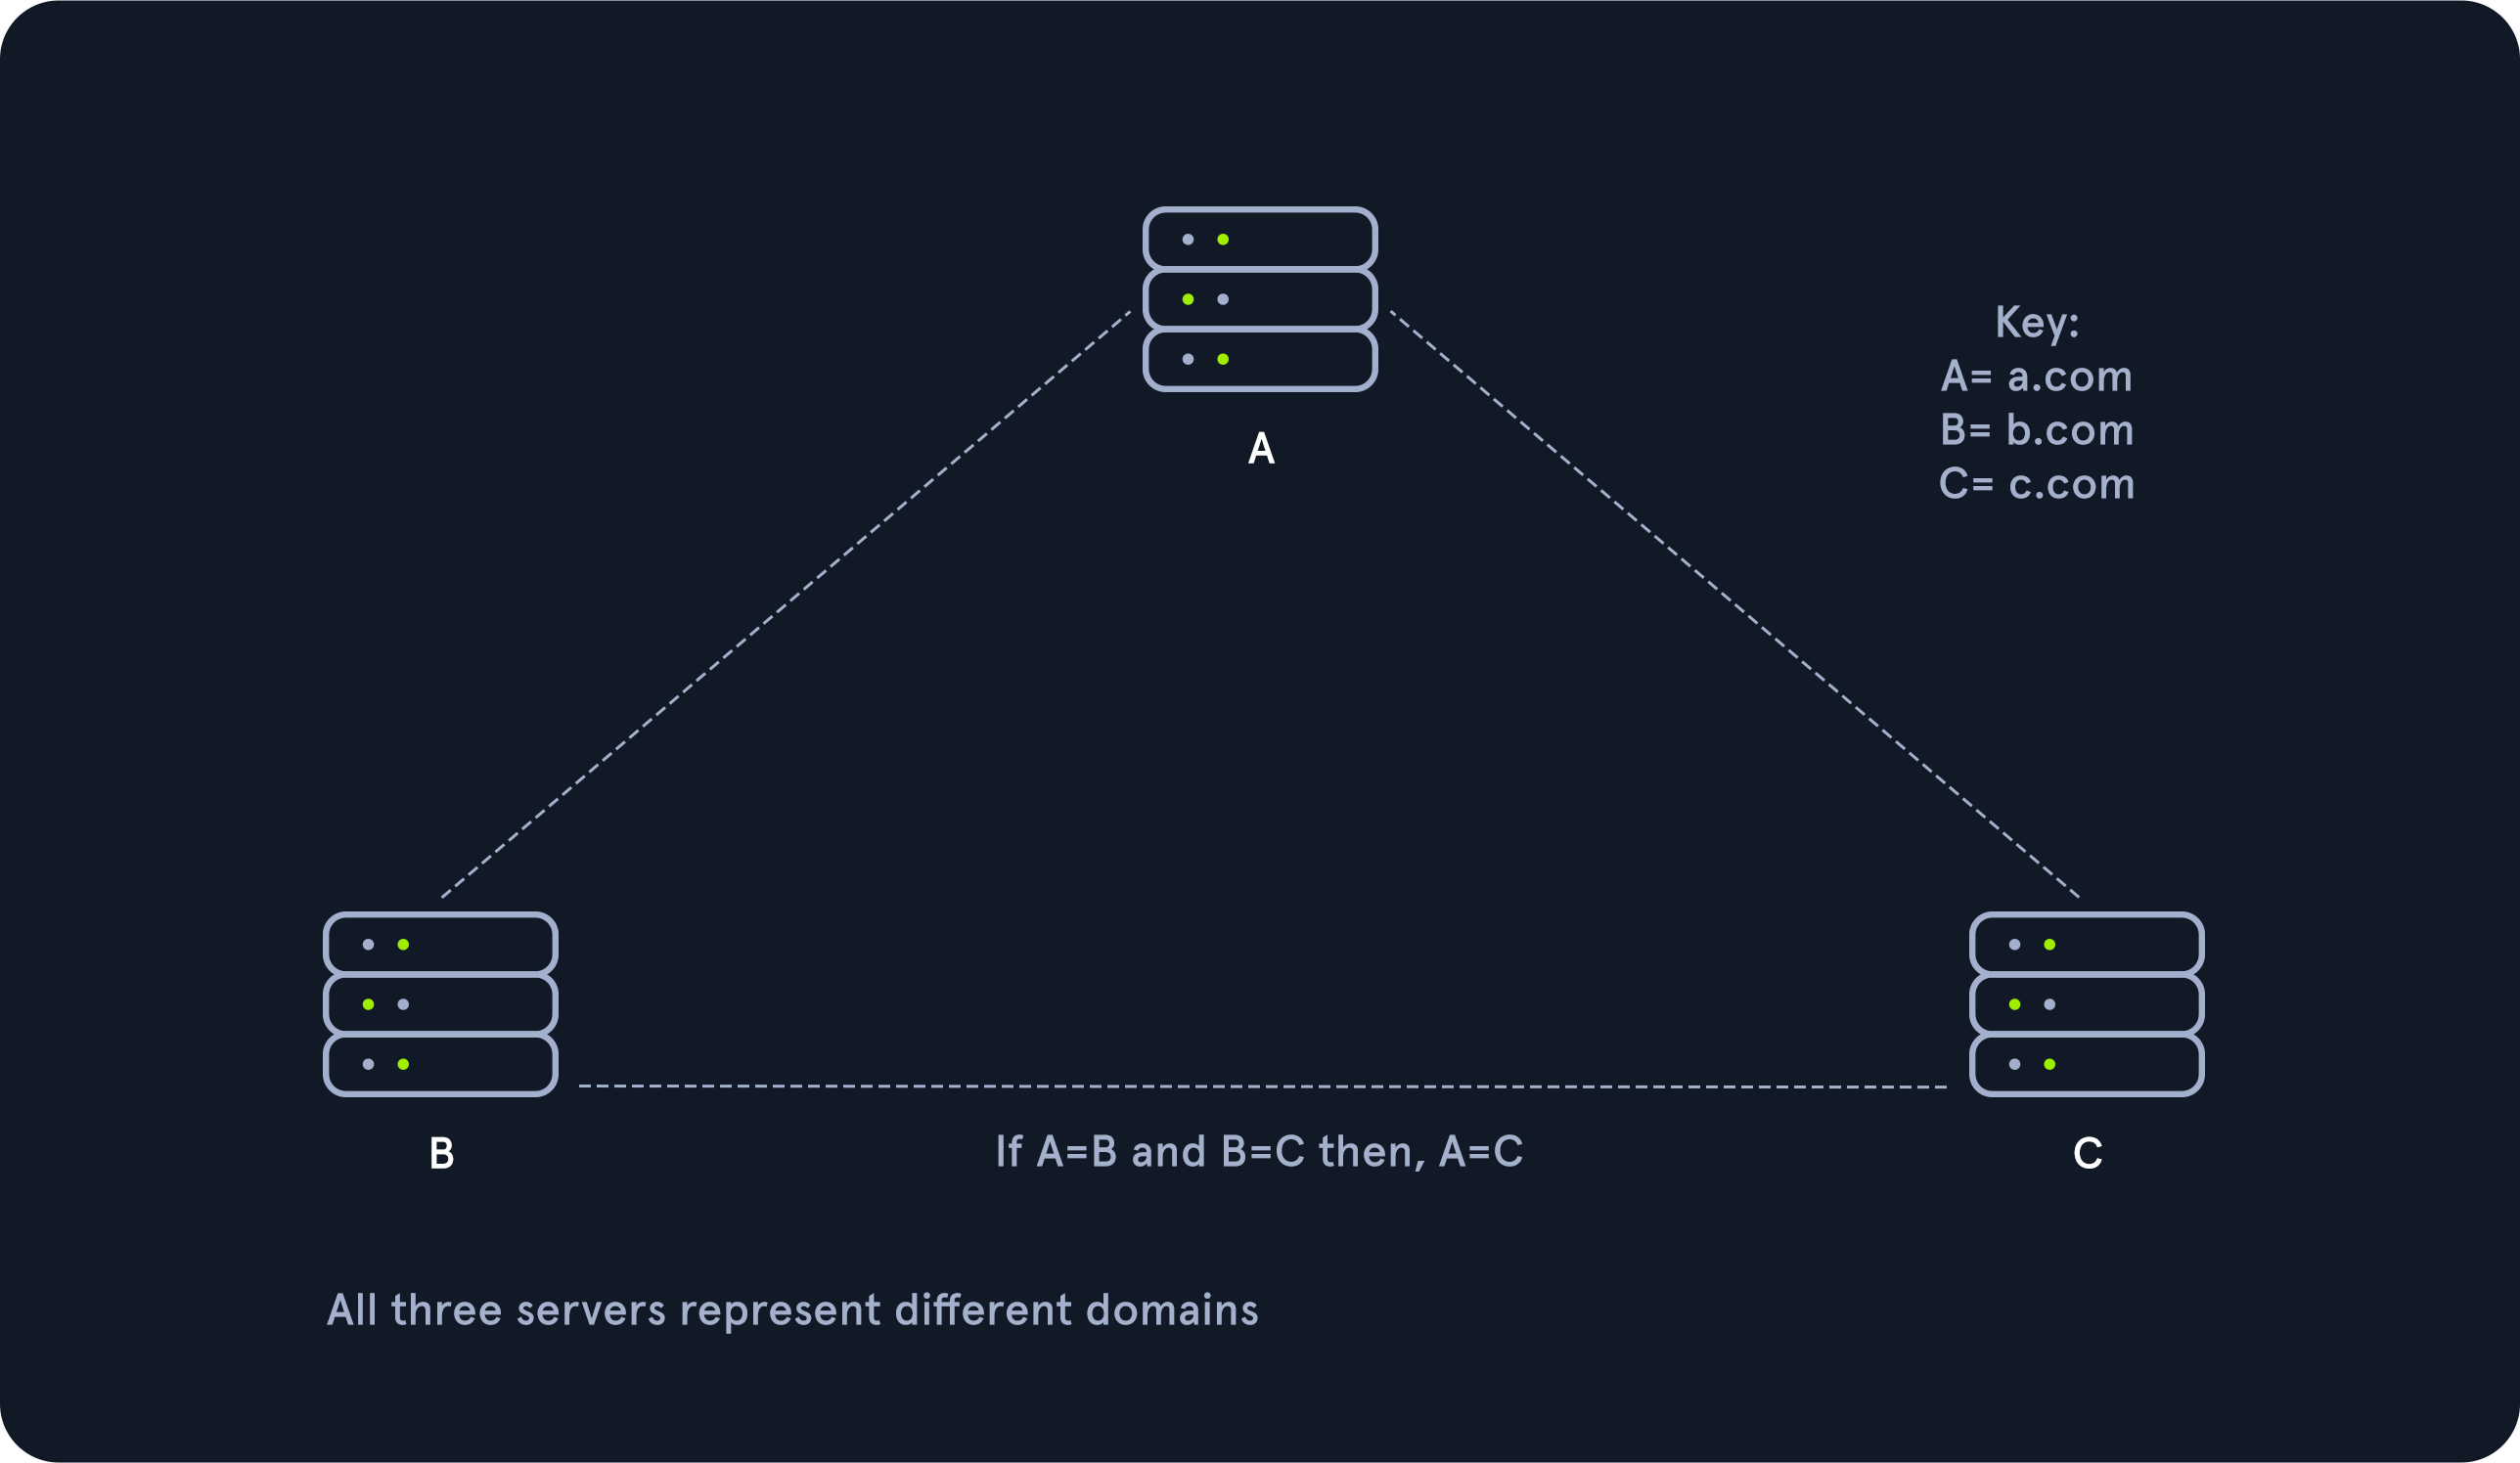 A
Key:
A= a.com
B= b.com
C= c.com
B
If A=B and B=C then, A=C
C
All three servers represent different domains